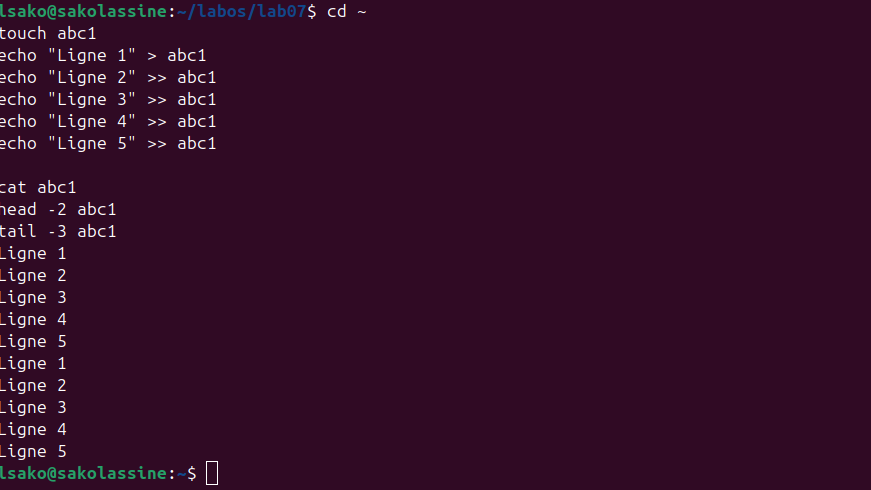 lsako@sakolassine:~/labos/lab07$ cd ~
touch abc1
echo "Ligne 1" > abc1
echo "Ligne 2" >> abc1
echo "Ligne 3" >> abc1
echo "Ligne 4" >> abc1
echo "Ligne 5" >> abc1

cat abc1
head -2 abc1
tail -3 abc1
Ligne 1
Ligne 2
Ligne 3
Ligne 4
Ligne 5
Ligne 1
Ligne 2
Ligne 3
Ligne 4
Ligne 5
lsako@sakolassine:~$